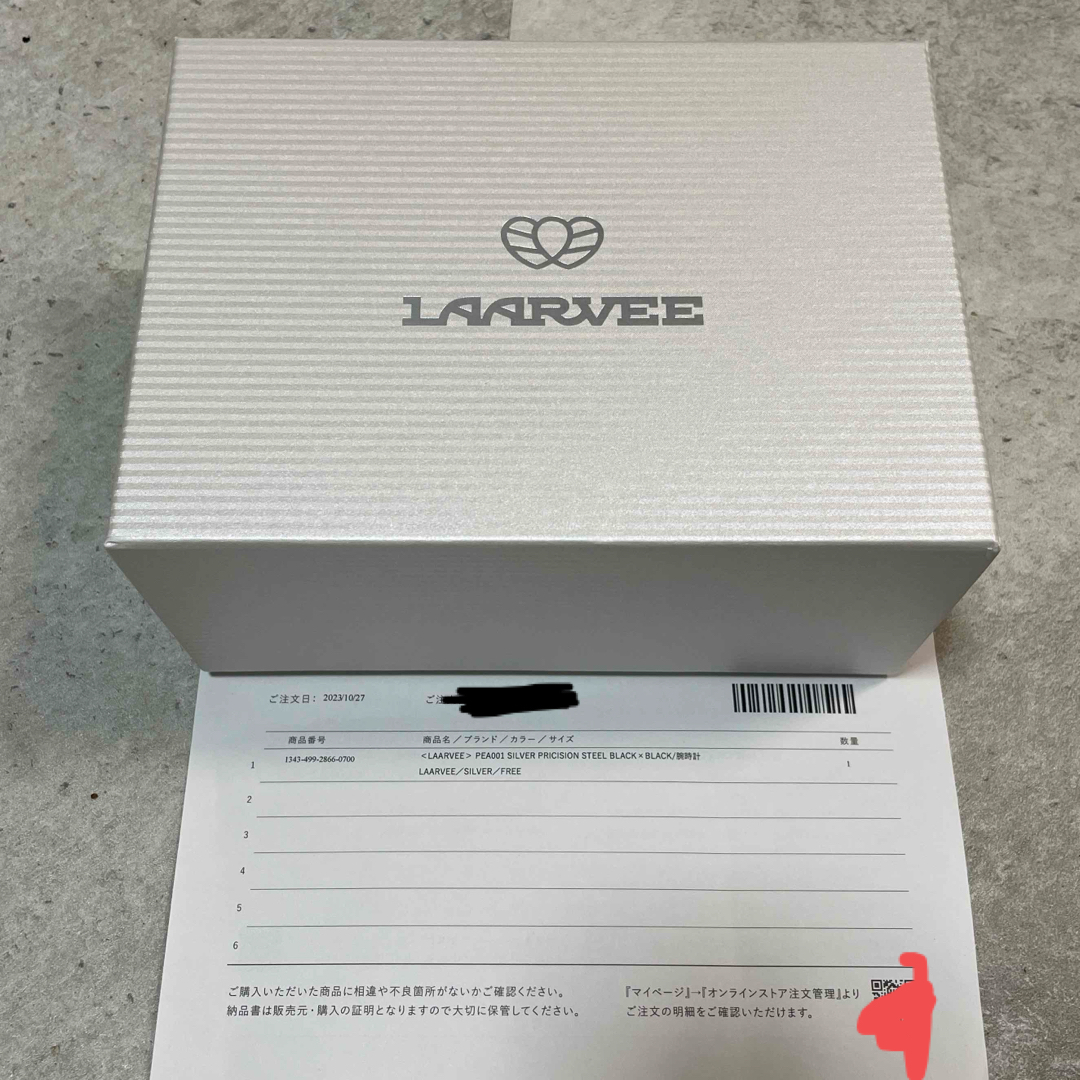 LAARVEE
ご注文日： 2023/10/27 ご注
商品番号 商品名／ブランド／カラー／サイズ 数量
1 1343-499-2866-0700 <LAARVEE> PEA001 SILVER PRICISION STEEL BLACK×BLACK/腕時計 1
LAARVEE／SILVER／FREE
2
3
4
5
6
ご購入いただいた商品に相違や不良箇所がないかご確認ください。
納品書は販売元・購入の証明となりますので大切に保管してください。
『マイページ』→『オンラインストア注文管理』より
ご注文の明細をご確認いただけます。